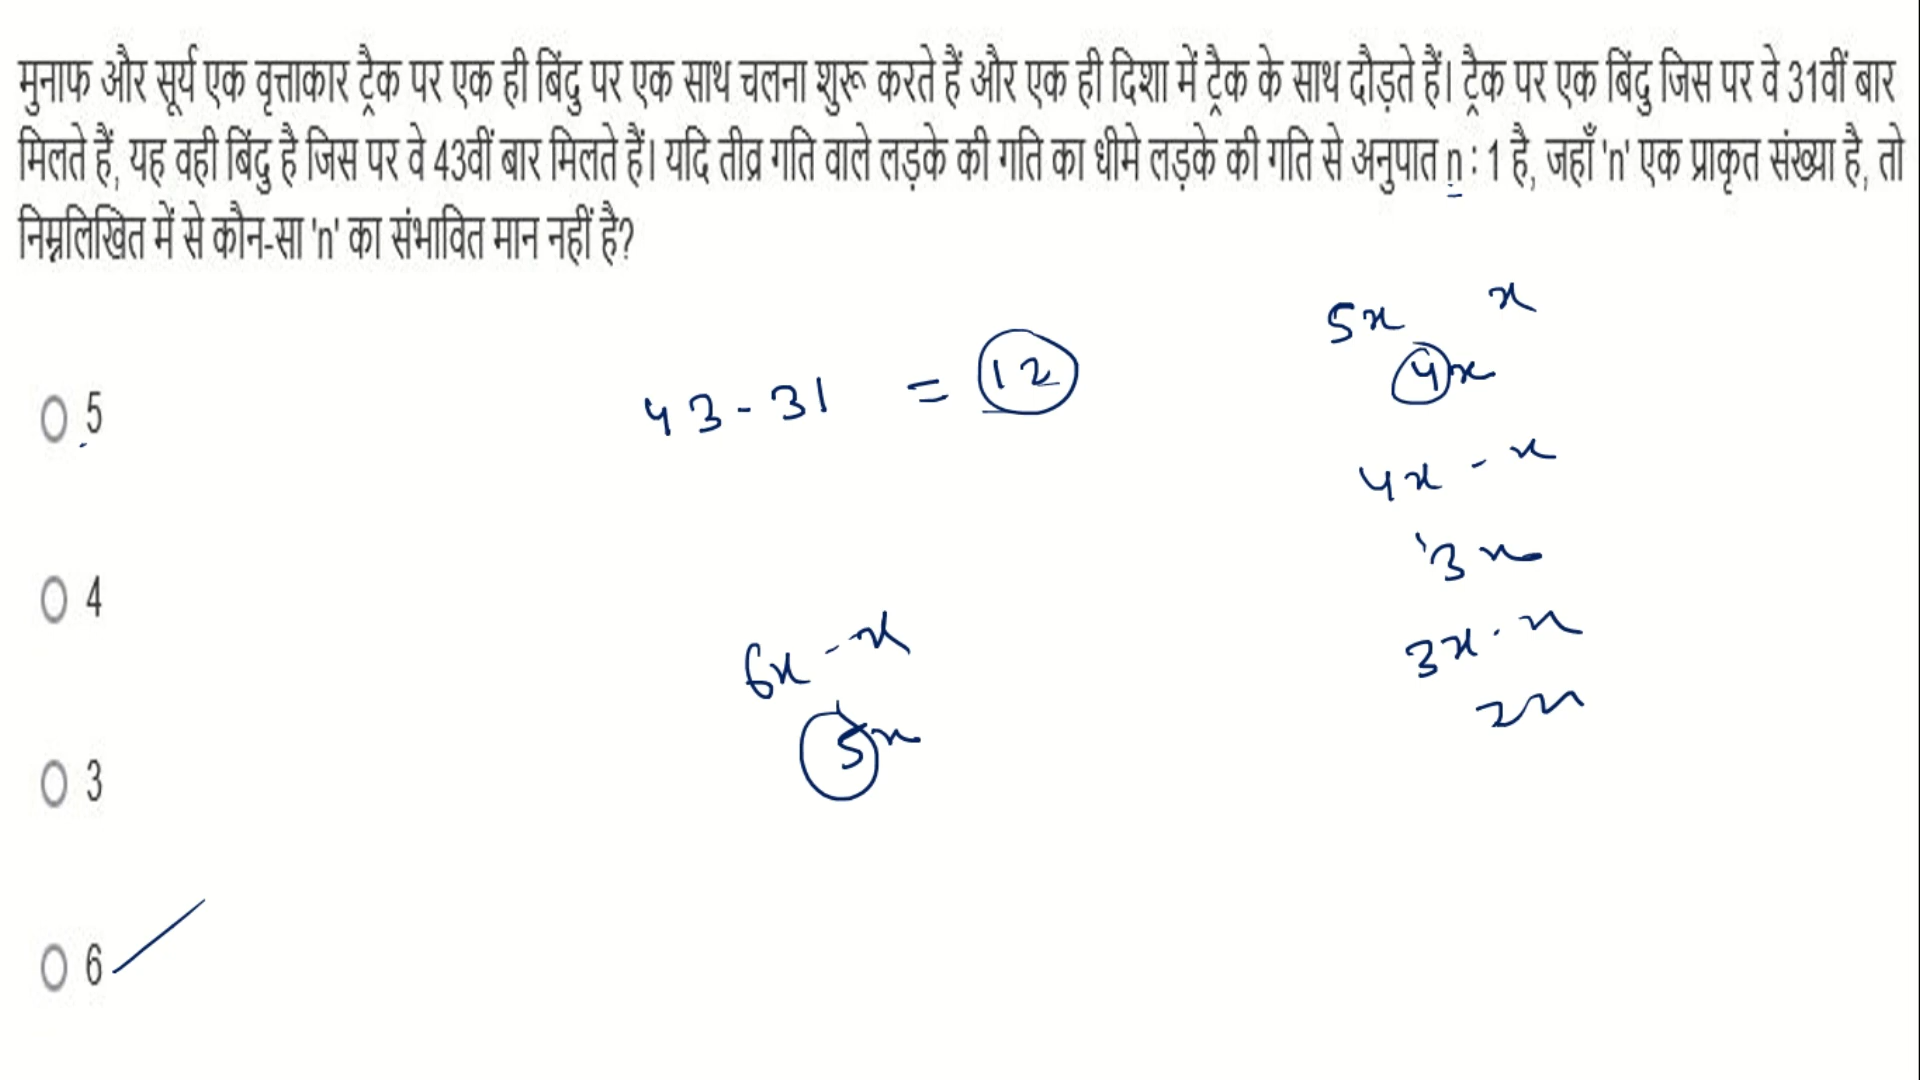 मुनाफ और सूर्य एक वृत्ताकार ट्रैक पर एक ही बिंदु पर एक साथ चलना शुरू करते हैं और एक ही दिशा में ट्रैक के साथ दौड़ते हैं। ट्रैक पर एक बिंदु जिस पर वे 31वीं बार
मिलते हैं, यह वही बिंदु है जिस पर वे 43वीं बार मिलते हैं। यदि तीव्र गति वाले लड़के की गति का धीमे लड़के की गति से अनुपात n : 1 है, जहाँ 'n' एक प्राकृत संख्या है, तो
निम्नलिखित में से कौन-सा 'n' का संभावित मान नहीं है?
5x x
4x
43 - 31 = 12
5
4x - x
3x
4
6x - x
3x - x
5x
2x
3
6